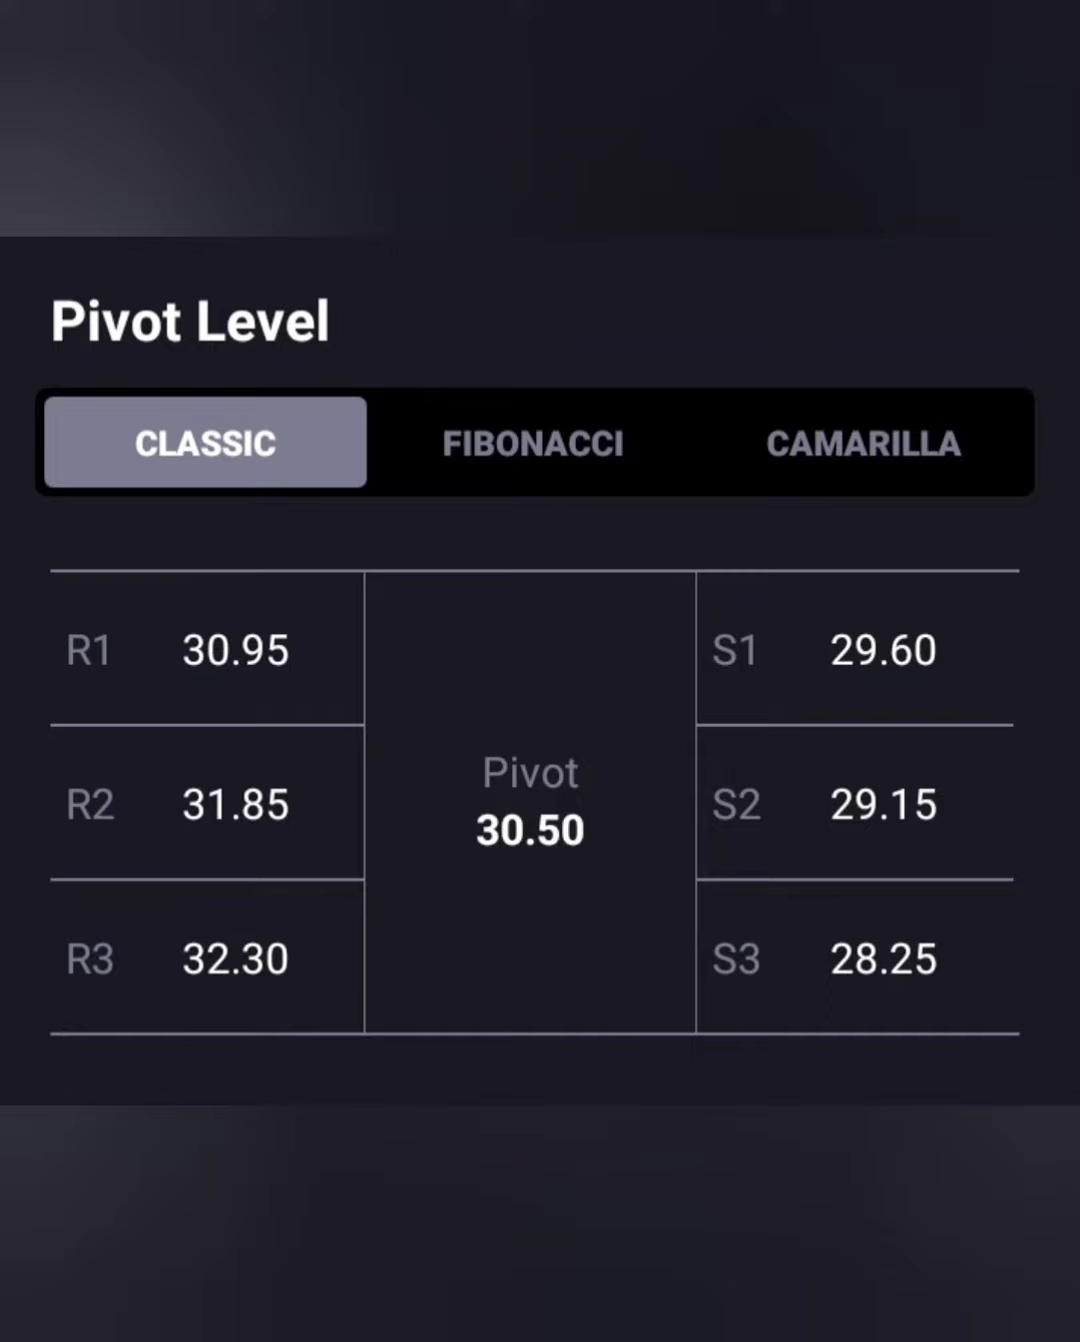 Pivot Level
CLASSIC FIBONACCI CAMARILLA
R1 30.95
R2 31.85
R3 32.30
Pivot
30.50
S1 29.60
S2 29.15
S3 28.25